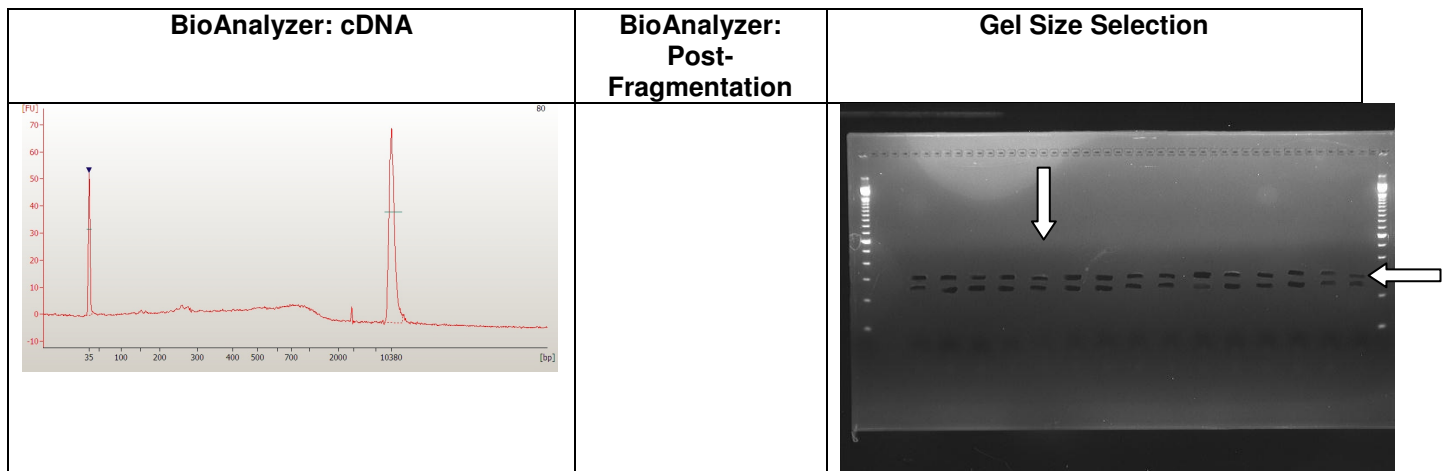 BioAnalyzer: cDNA
BioAnalyzer:
Post-
Fragmentation
Gel Size Selection
[FU]
80
70
60
50
40
30
20
10
0
-10
35 100 200 300 400 500 700 2000 10380 [bp]